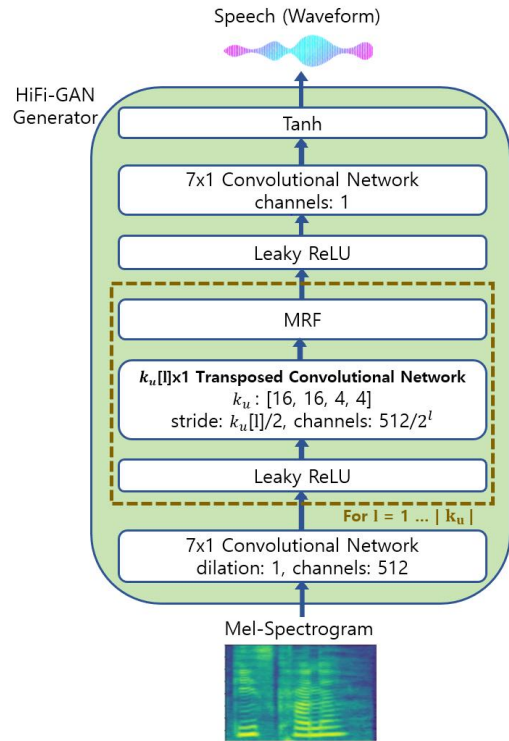 Speech (Waveform)
HiFi-GAN
Generator
Tanh
7x1 Convolutional Network
channels: 1
Leaky ReLU
MRF
k_u[l]x1 Transposed Convolutional Network
k_u : [16, 16, 4, 4]
stride: k_u[l]/2, channels: 512/2^l
Leaky ReLU
For l = 1 ... | k_u |
7x1 Convolutional Network
dilation: 1, channels: 512
Mel-Spectrogram